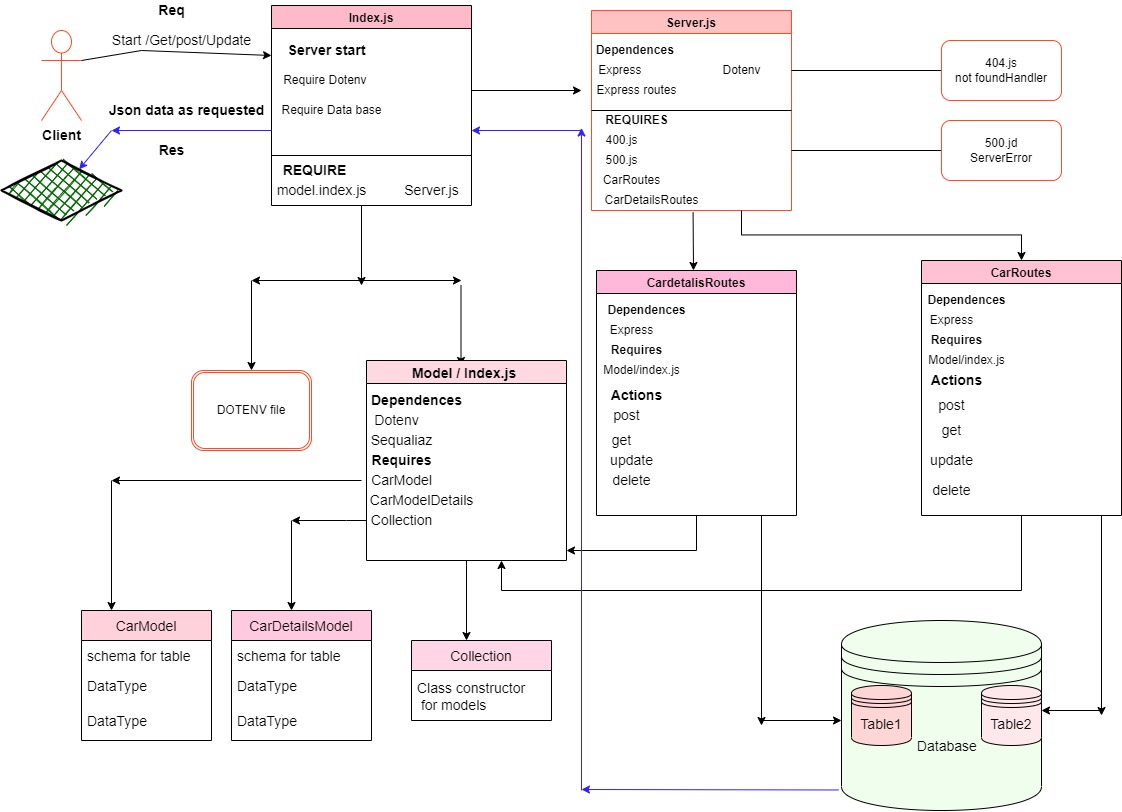 Req
Start /Get/post/Update
Client
Json data as requested
Res
Index.js
Server start
Require Dotenv
Require Data base
REQUIRE
model.index.js Server.js
Server.js
Dependences
Express Dotenv
Express routes
REQUIRES
400.js
500.js
CarRoutes
CarDetailsRoutes
404.js
not foundHandler
500.jd
ServerError
DOTENV file
Model / Index.js
Dependences
Dotenv
Sequaliaz
Requires
CarModel
CarModelDetails
Collection
CardetalisRoutes
Dependences
Express
Requires
Model/index.js
Actions
post
get
update
delete
CarRoutes
Dependences
Express
Requires
Model/index.js
Actions
post
get
update
delete
CarModel
schema for table
DataType
DataType
CarDetailsModel
schema for table
DataType
DataType
Collection
Class constructor
for models
Table1
Table2
Database